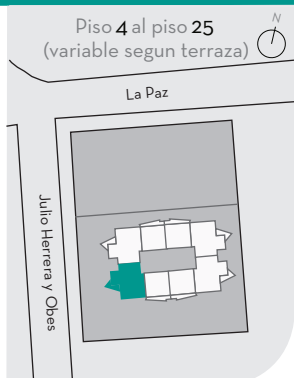 Piso 4 al piso 25
(variable segun terraza)
N
La Paz
Julio Herrera y Obes